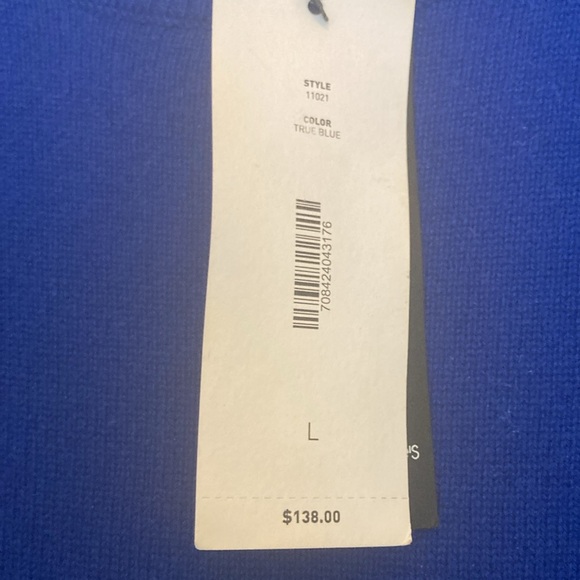 STYLE
11021
COLOR
TRUE BLUE
708424043176
L
$138.00